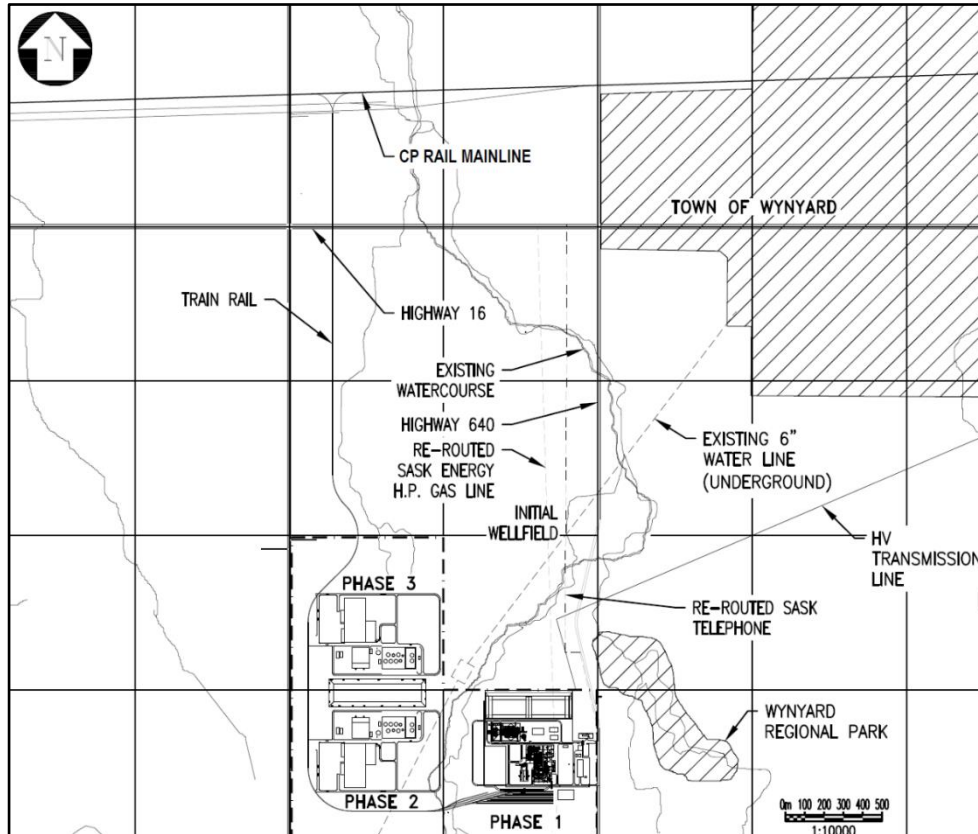 N
CP RAIL MAINLINE
TOWN OF WYNYARD
TRAIN RAIL
HIGHWAY 16
EXISTING
WATERCOURSE
HIGHWAY 640
RE-ROUTED
SASK ENERGY
H.P. GAS LINE
EXISTING 6"
WATER LINE
(UNDERGROUND)
INITIAL
WELLFIELD
HV
TRANSMISSION
LINE
PHASE 3
RE-ROUTED SASK
TELEPHONE
WYNYARD
REGIONAL PARK
PHASE 2
PHASE 1
0m 100 200 300 400 500
1:10000